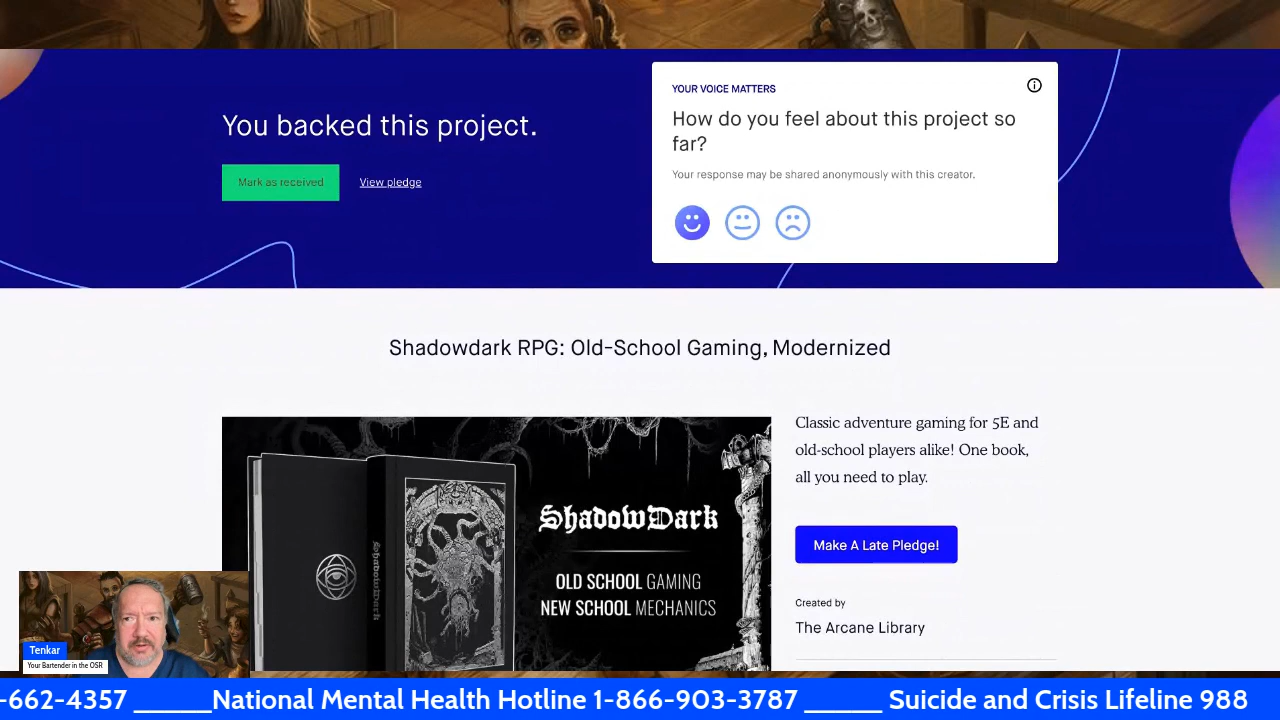 You backed this project.
Mark as received
View pledge
YOUR VOICE MATTERS
How do you feel about this project so
far?
Your response may be shared anonymously with this creator.
Shadowdark RPG: Old-School Gaming, Modernized
ShadowDark
OLD SCHOOL GAMING
NEW SCHOOL MECHANICS
Shadowdark
Classic adventure gaming for 5E and
old-school players alike! One book,
all you need to play.
Make A Late Pledge!
Created by
The Arcane Library
Tenkar
Your Bartender in the OSR
-662-4357 ______National Mental Health Hotline 1-866-903-3787 ______ Suicide and Crisis Lifeline 988